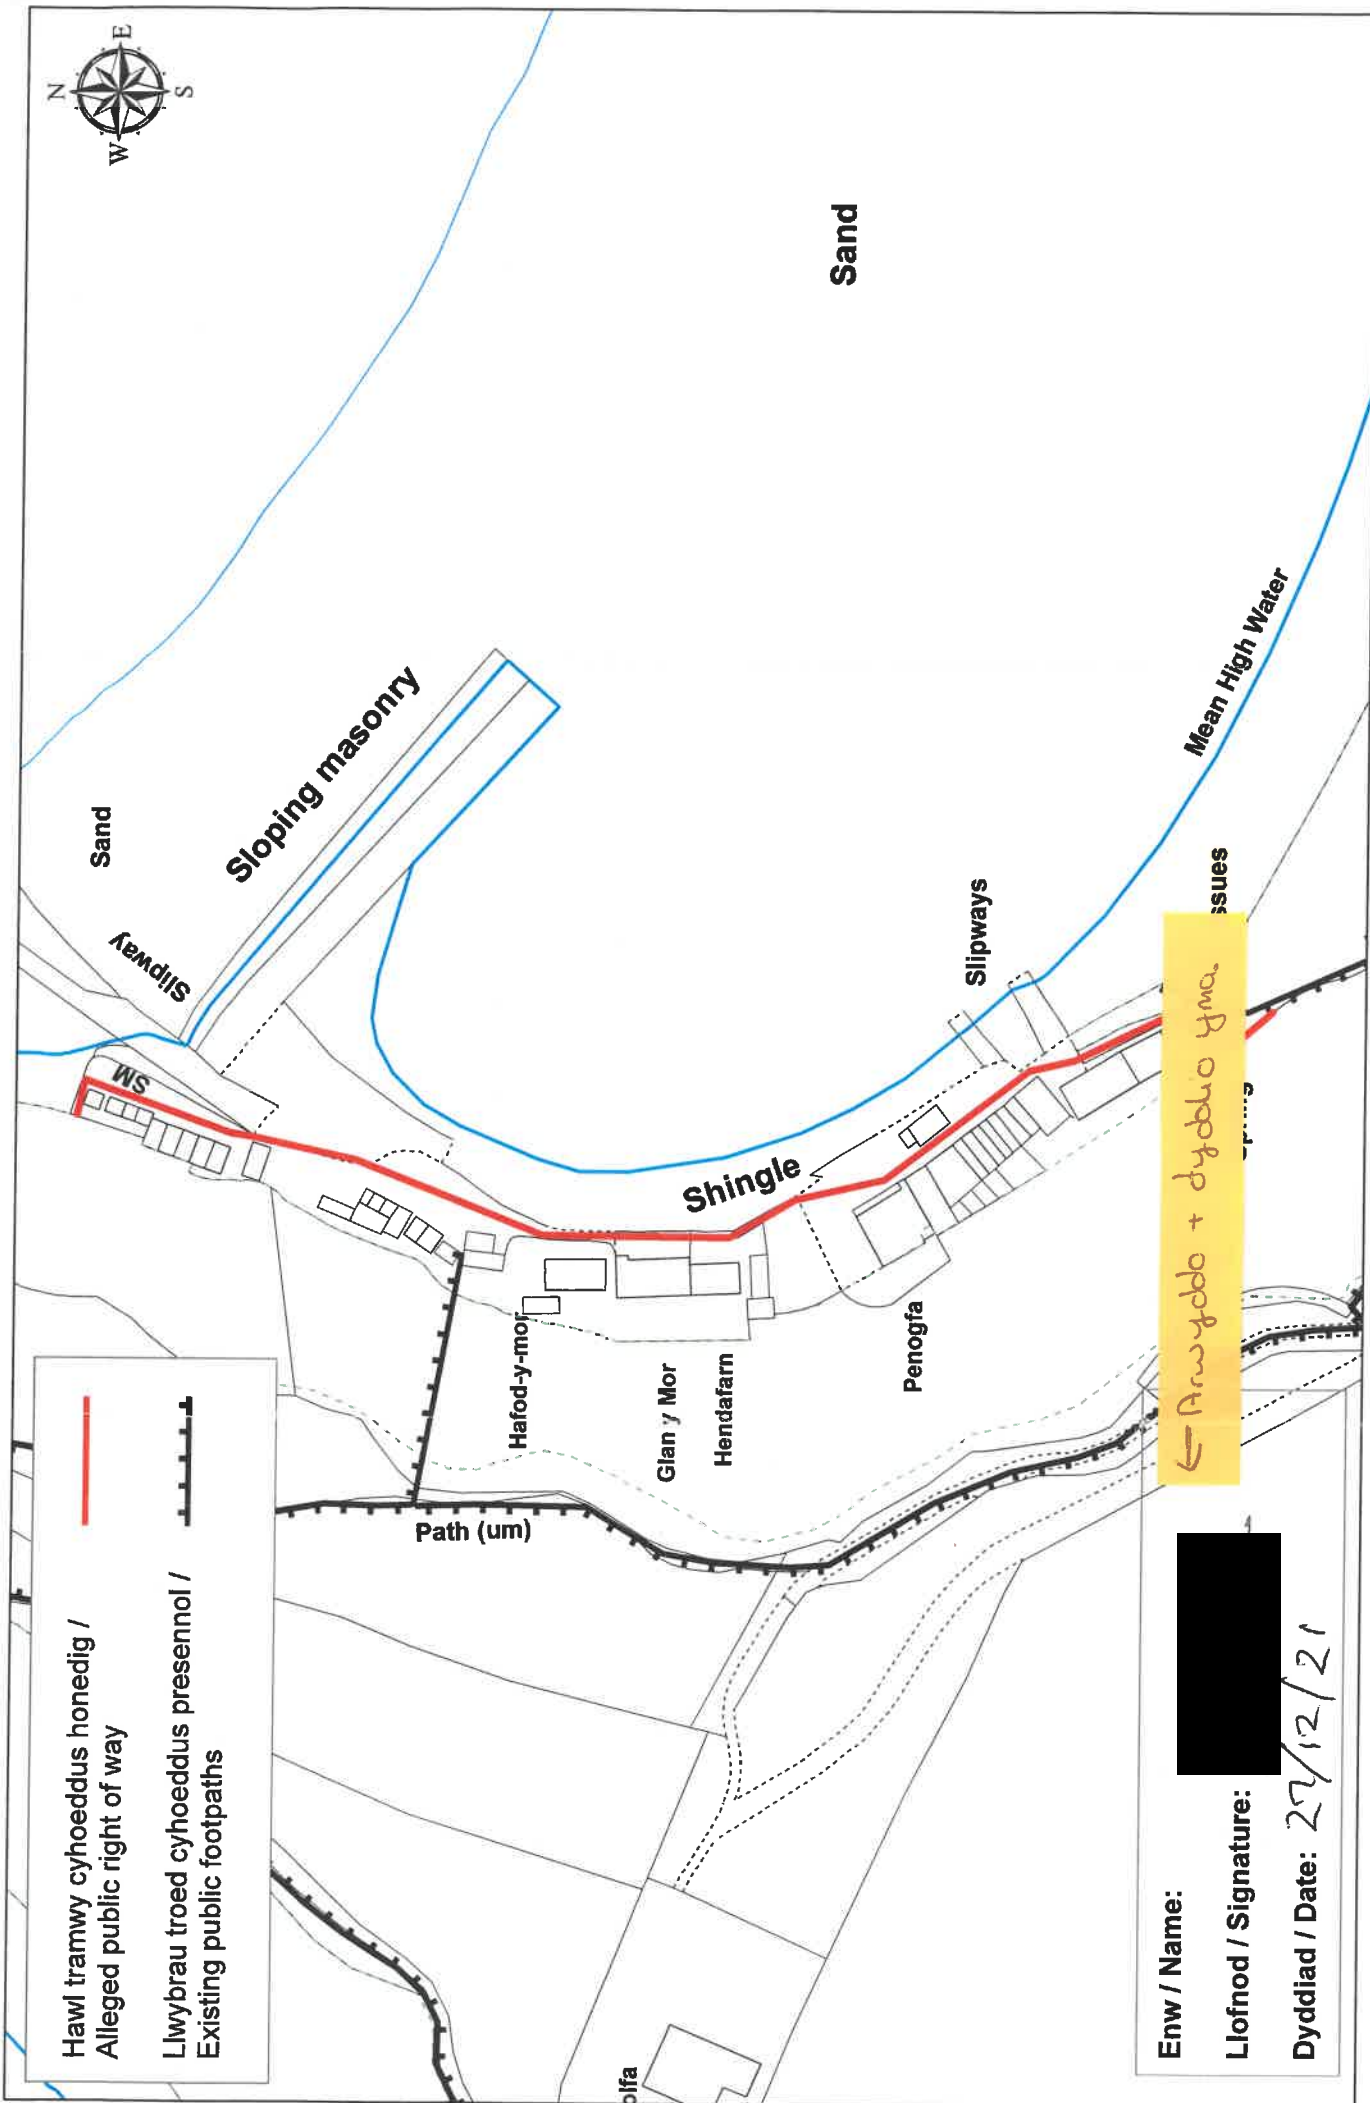 Hawl tramwy cyhoeddus honedig /
Alleged public right of way
Llwybrau troed cyhoeddus presennol /
Existing public footpaths
N
E
S
W
Sand
Slipway
Sloping masonry
SM
Sand
Shingle
Hafod-y-mor
Glan y Mor
Hendafarn
Penogfa
Path (um)
Slipways
Mean High Water
ssues
olfa
← Arwyddo + dyddio yma.
Enw / Name:
Llofnod / Signature:
Dyddiad / Date: 22/12/21